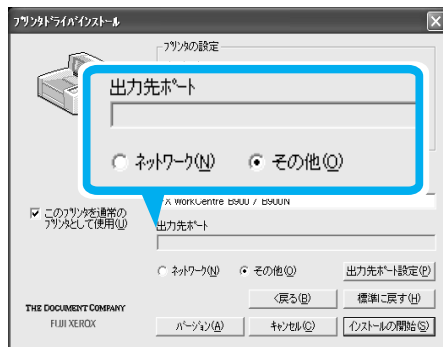 プリンタドライバインストール
プリンタの設定
出力先ポート
ネットワーク(N)
その他(O)
FX WorkCentre B900 / B900N
このプリンタを通常の
プリンタとして使用(U)
出力先ポート
ネットワーク(N)
その他(O)
出力先ポート設定(P)
<戻る(B)
標準に戻す(H)
THE DOCUMENT COMPANY
FUJI XEROX
バージョン(A)
キャンセル(C)
インストールの開始(S)